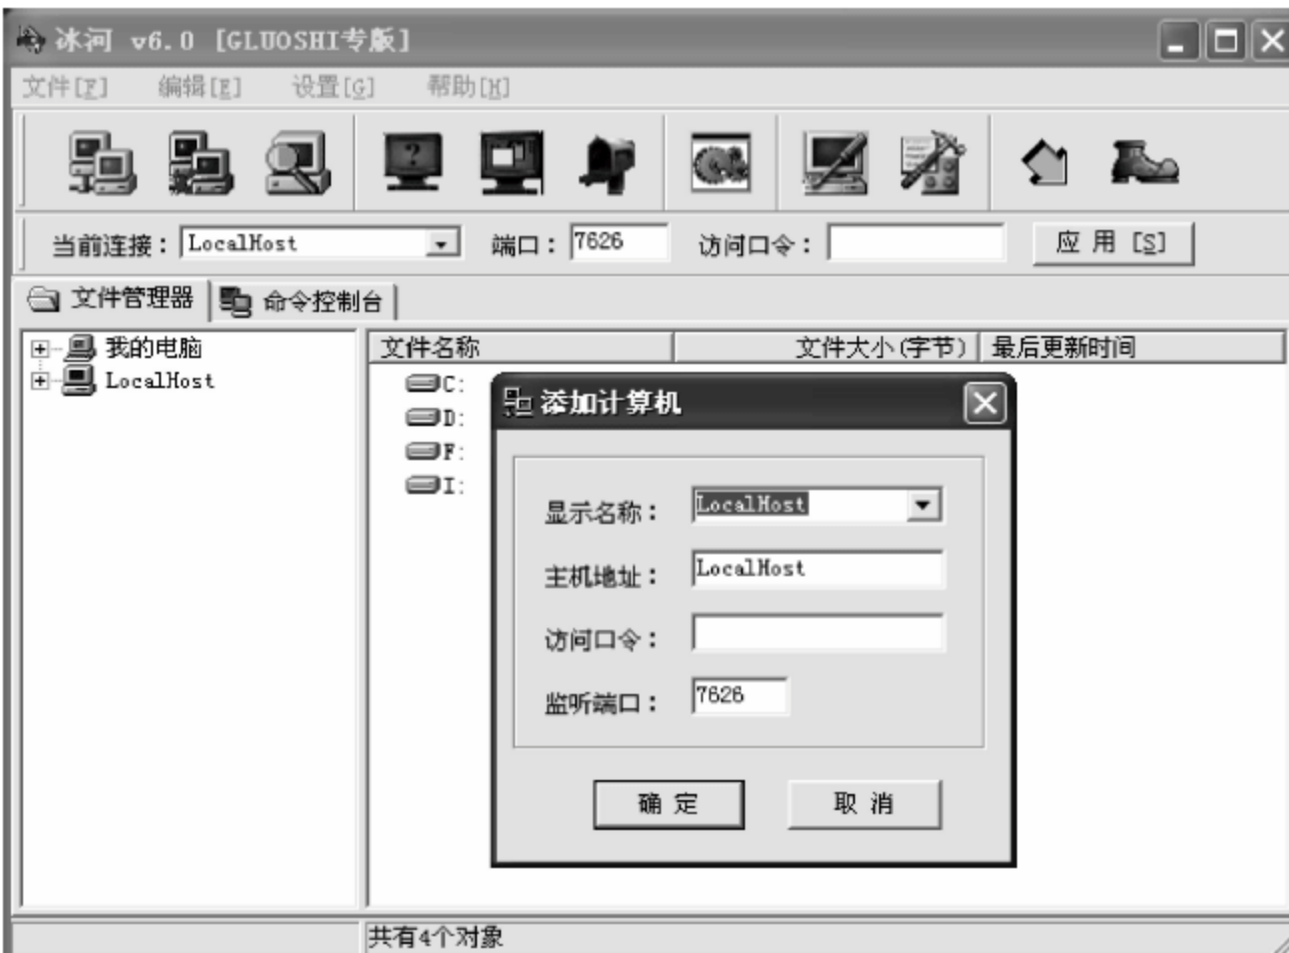 冰河 v6.0 [GLUOSHI专版]
文件[F] 编辑[E] 设置[G] 帮助[H]
当前连接： LocalHost 端口： 7626 访问口令： 应 用 [S]
文件管理器 命令控制台
我的电脑
LocalHost
文件名称 文件大小(字节) 最后更新时间
C:
D:
F:
I:
添加计算机
显示名称： LocalHost
主机地址： LocalHost
访问口令：
监听端口： 7626
确 定 取 消
共有4个对象